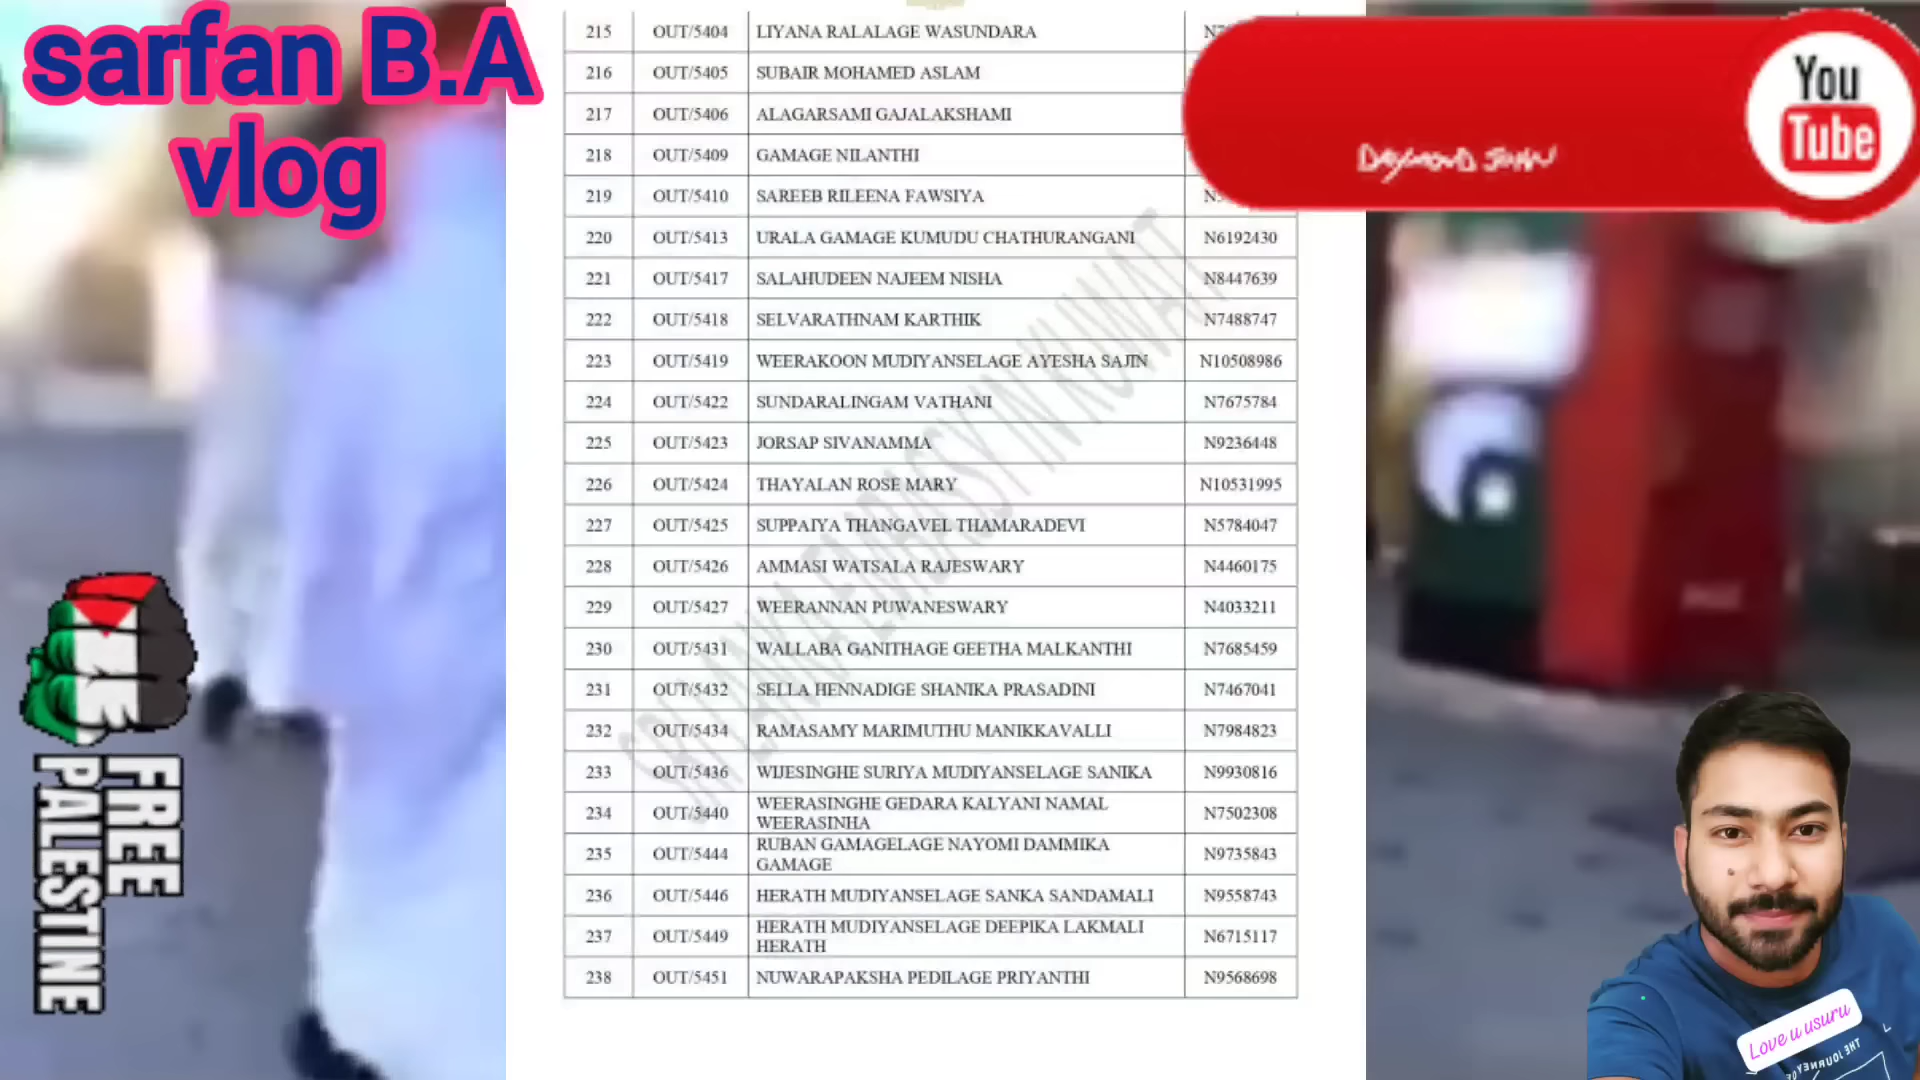 sarfan B.A
vlog
215 OUT/5404 LIYANA RALALAGE WASUNDARA
216 OUT/5405 SUBAIR MOHAMED ASLAM
217 OUT/5406 ALAGARSAMI GAJALAKSHAMI
218 OUT/5409 GAMAGE NILANTHI
219 OUT/5410 SAREEB RILEENA FAWSIYA
220 OUT/5413 URALA GAMAGE KUMUDU CHATHURANGANI N6192430
221 OUT/5417 SALAHUDEEN NAJEEM NISHA N8447639
222 OUT/5418 SELVARATHNAM KARTHIK N7488747
223 OUT/5419 WEERAKOON MUDIYANSELAGE AYESHA SAJIN N10508986
224 OUT/5422 SUNDARALINGAM VATHANI N7675784
225 OUT/5423 JORSAP SIVANAMMA N9236448
226 OUT/5424 THAYALAN ROSE MARY N10531995
227 OUT/5425 SUPPAIYA THANGAVEL THAMARADEVI N5784047
228 OUT/5426 AMMASI WATSALA RAJESWARY N4460175
229 OUT/5427 WEERANNAN PUWANESWARY N4033211
230 OUT/5431 WALLABA GANITHAGE GEETHA MALKANTHI N7685459
231 OUT/5432 SELLA HENNADIGE SHANIKA PRASADINI N7467041
232 OUT/5434 RAMASAMY MARIMUTHU MANIKKAVALLI N7984823
233 OUT/5436 WIJESINGHE SURIYA MUDIYANSELAGE SANIKA N9930816
234 OUT/5440 WEERASINGHE GEDARA KALYANI NAMAL
WEERASINHA N7502308
235 OUT/5444 RUBAN GAMAGELAGE NAYOMI DAMMIKA
GAMAGE N9735843
236 OUT/5446 HERATH MUDIYANSELAGE SANKA SANDAMALI N9558743
237 OUT/5449 HERATH MUDIYANSELAGE DEEPIKA LAKMALI
HERATH N6715117
238 OUT/5451 NUWARAPAKSHA PEDILAGE PRIYANTHI N9568698
SRI LANKA EMBASSY IN KUWAIT
You
Tube
FREE
PALESTINE
Love u usuru
THE JOURNEY OF